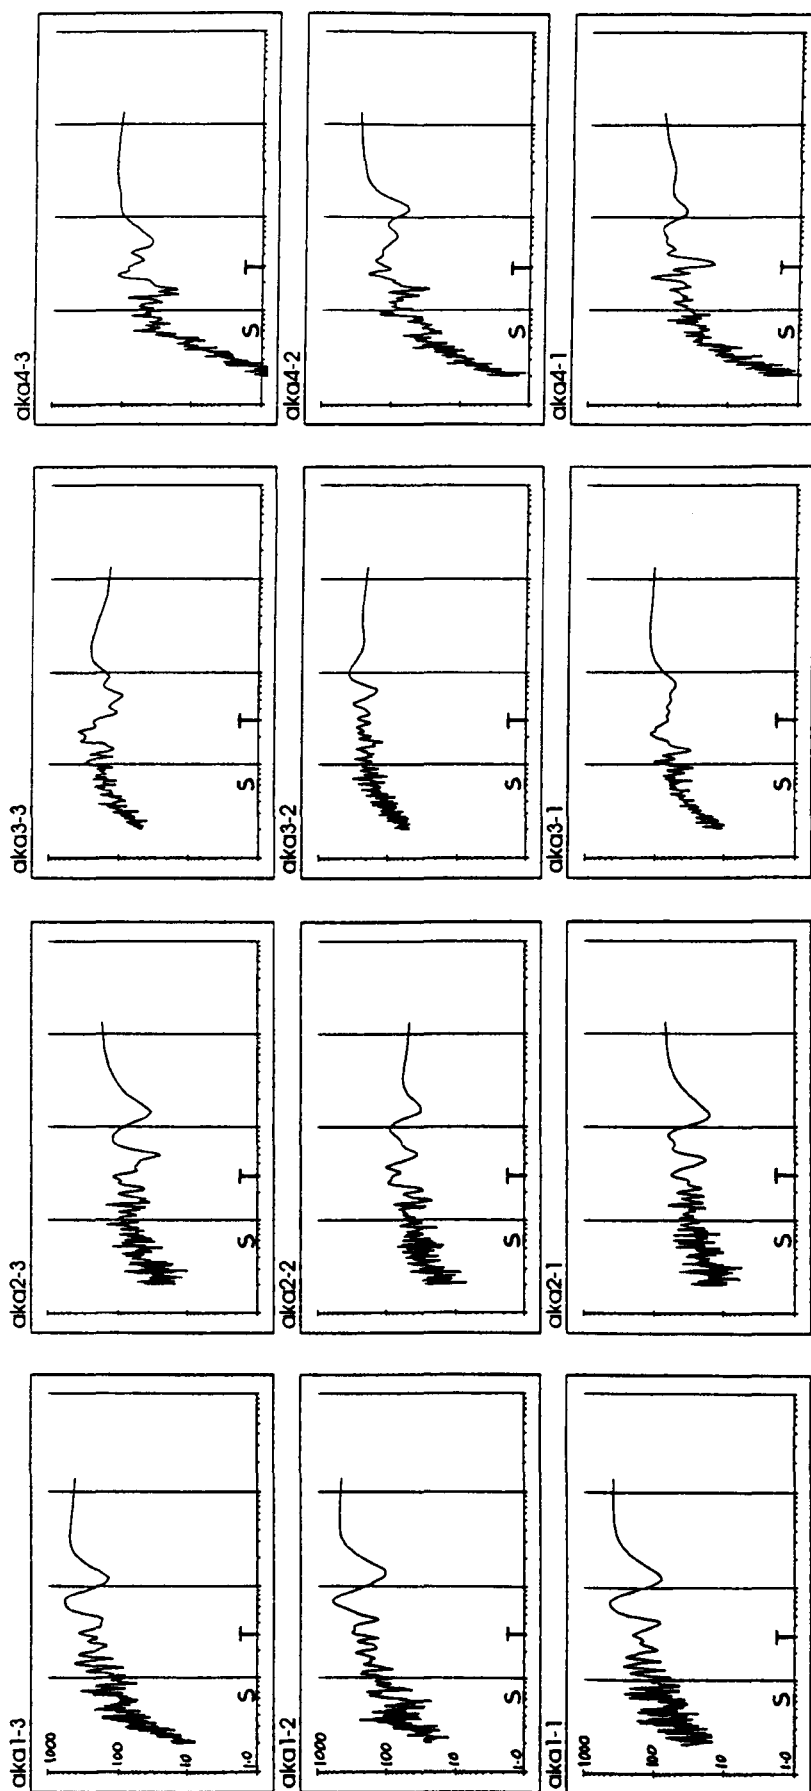 aka1-3 aka2-3 aka3-3 aka4-3
1000
100
10
1.0
S T S T S T S T
aka1-2 aka2-2 aka3-2 aka4-2
1000
100
10
1.0
S T S T S T S T
aka1-1 aka2-1 aka3-1 aka4-1
1000
100
10
1.0
S T S T S T S T